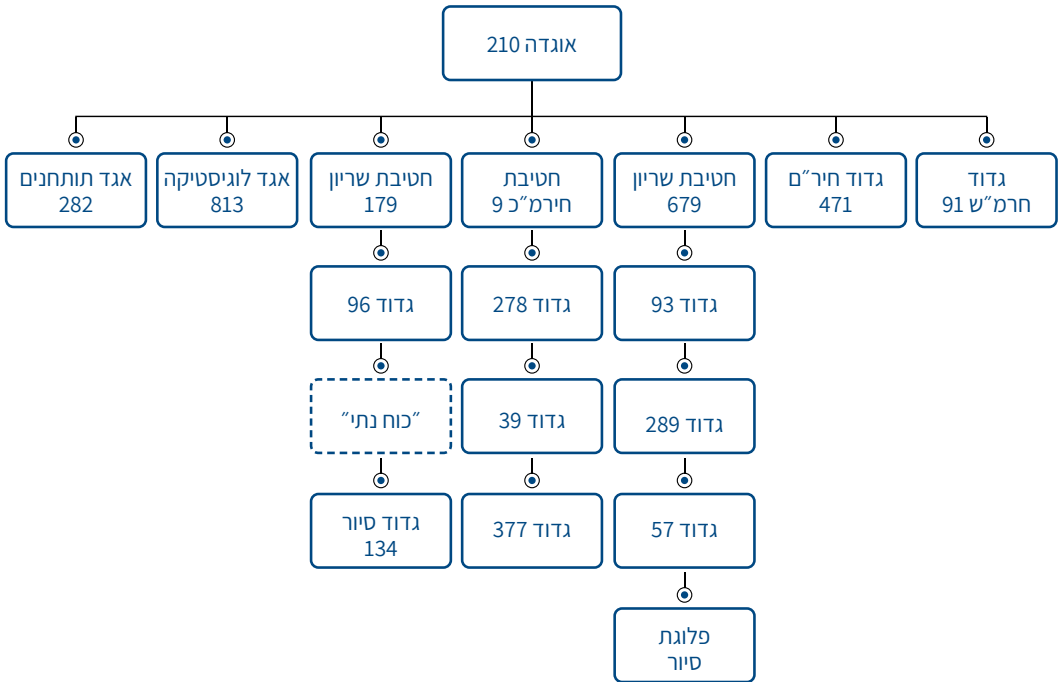 אוגדה 210
גדוד
חרמ״ש 91
גדוד חיר״ם
471
חטיבת שריון
679
חטיבת
חירמ״כ 9
חטיבת שריון
179
אגד לוגיסטיקה
813
אגד תותחנים
282
גדוד 93
גדוד 278
גדוד 96
גדוד 289
גדוד 39
״כוח נתי״
גדוד 57
גדוד 377
גדוד סיור
134
פלוגת
סיור